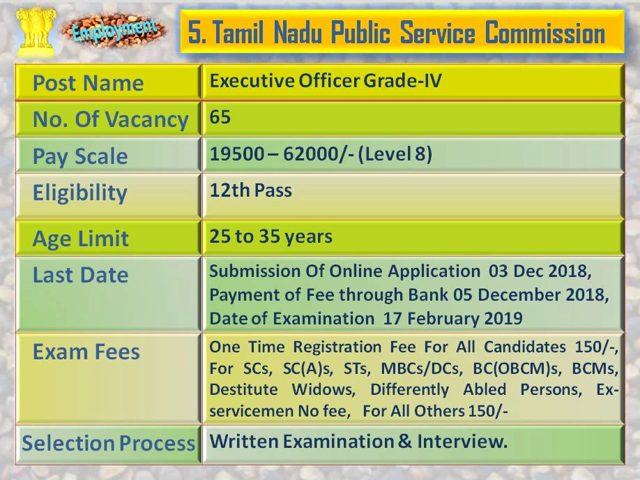 Employment
5. Tamil Nadu Public Service Commission
Post Name
Executive Officer Grade-IV
No. Of Vacancy
65
Pay Scale
19500 – 62000/- (Level 8)
Eligibility
12th Pass
Age Limit
25 to 35 years
Last Date
Submission Of Online Application 03 Dec 2018,
Payment of Fee through Bank 05 December 2018,
Date of Examination 17 February 2019
Exam Fees
One Time Registration Fee For All Candidates 150/-,
For SCs, SC(A)s, STs, MBCs/DCs, BC(OBCM)s, BCMs,
Destitute Widows, Differently Abled Persons, Ex-
servicemen No fee, For All Others 150/-
Selection Process
Written Examination & Interview.